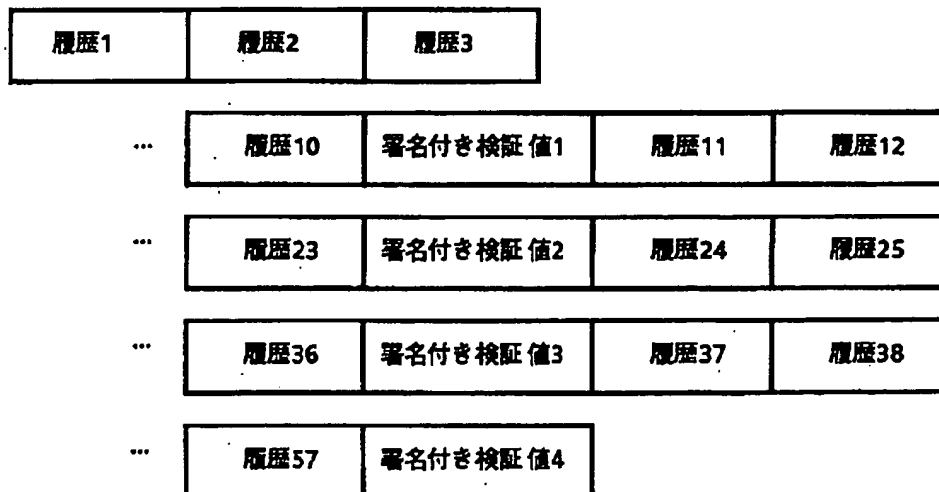 履歴1 履歴2 履歴3
… 履歴10 署名付き検証値1 履歴11 履歴12
… 履歴23 署名付き検証値2 履歴24 履歴25
… 履歴36 署名付き検証値3 履歴37 履歴38
… 履歴57 署名付き検証値4